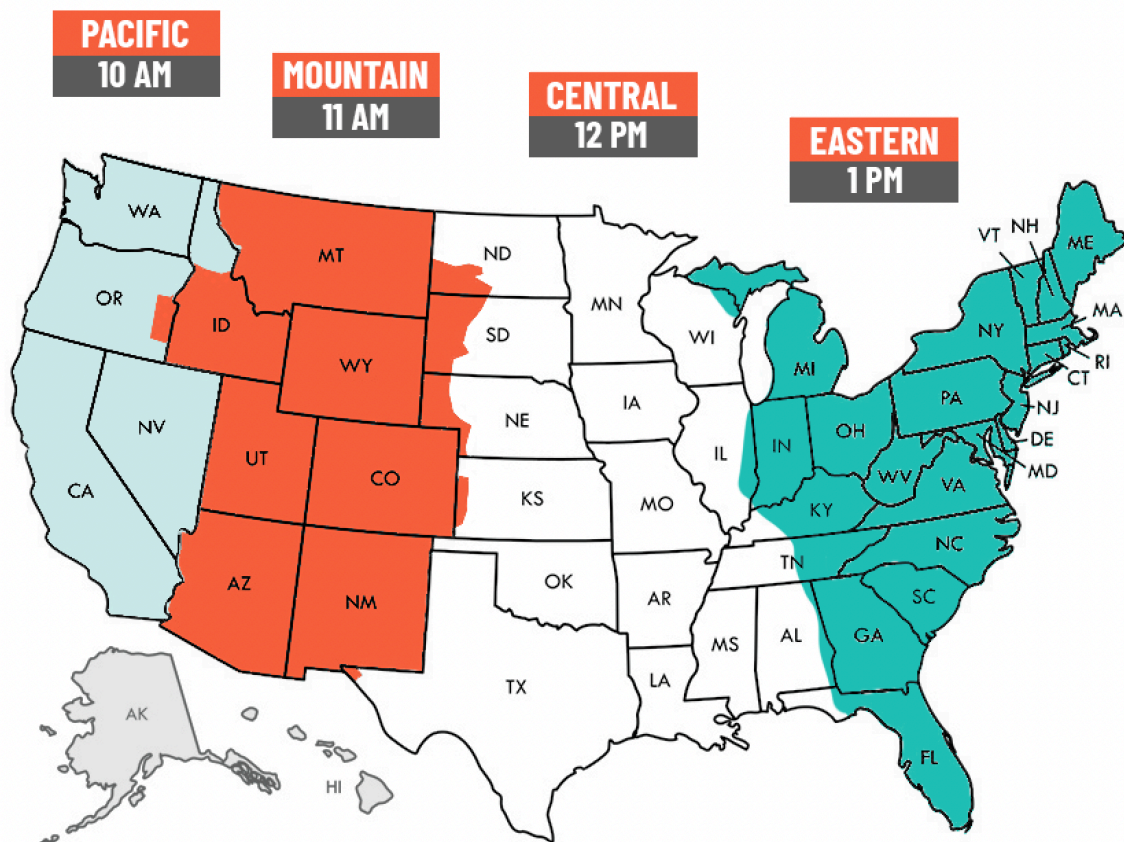 PACIFIC
10 AM
MOUNTAIN
11 AM
CENTRAL
12 PM
EASTERN
1 PM
WA
OR
CA
NV
ID
MT
WY
UT
CO
AZ
NM
ND
SD
NE
KS
OK
TX
MN
IA
MO
AR
LA
WI
IL
MS
MI
IN
OH
KY
TN
AL
GA
FL
SC
NC
VA
WV
PA
NY
VT
NH
ME
MA
RI
CT
NJ
DE
MD
AK
HI